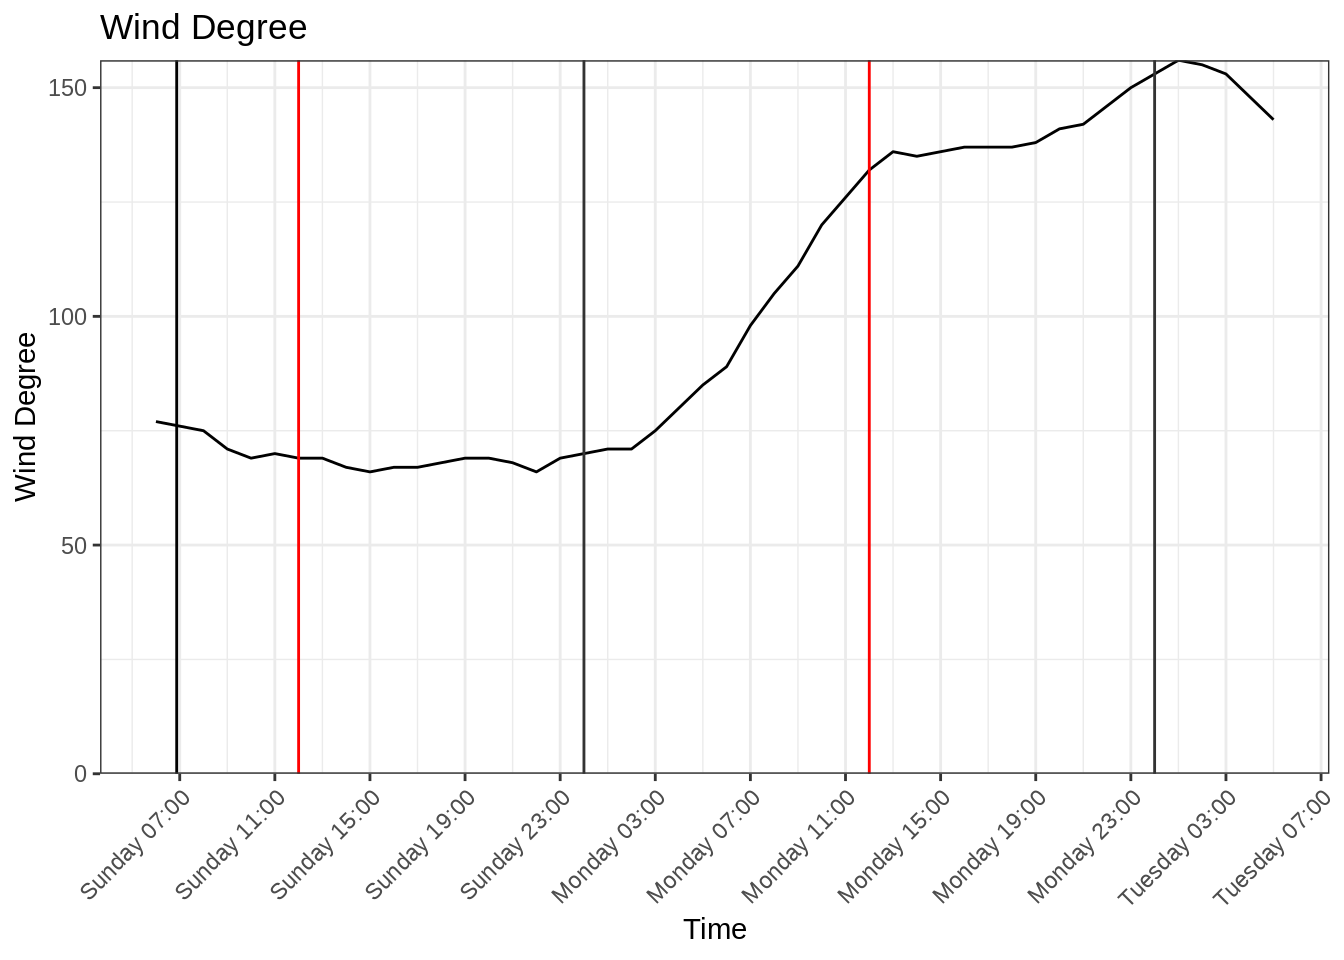 Wind Degree
150
100
50
0
Wind Degree
Sunday 07:00
Sunday 11:00
Sunday 15:00
Sunday 19:00
Sunday 23:00
Monday 03:00
Monday 07:00
Monday 11:00
Monday 15:00
Monday 19:00
Monday 23:00
Tuesday 03:00
Tuesday 07:00
Time